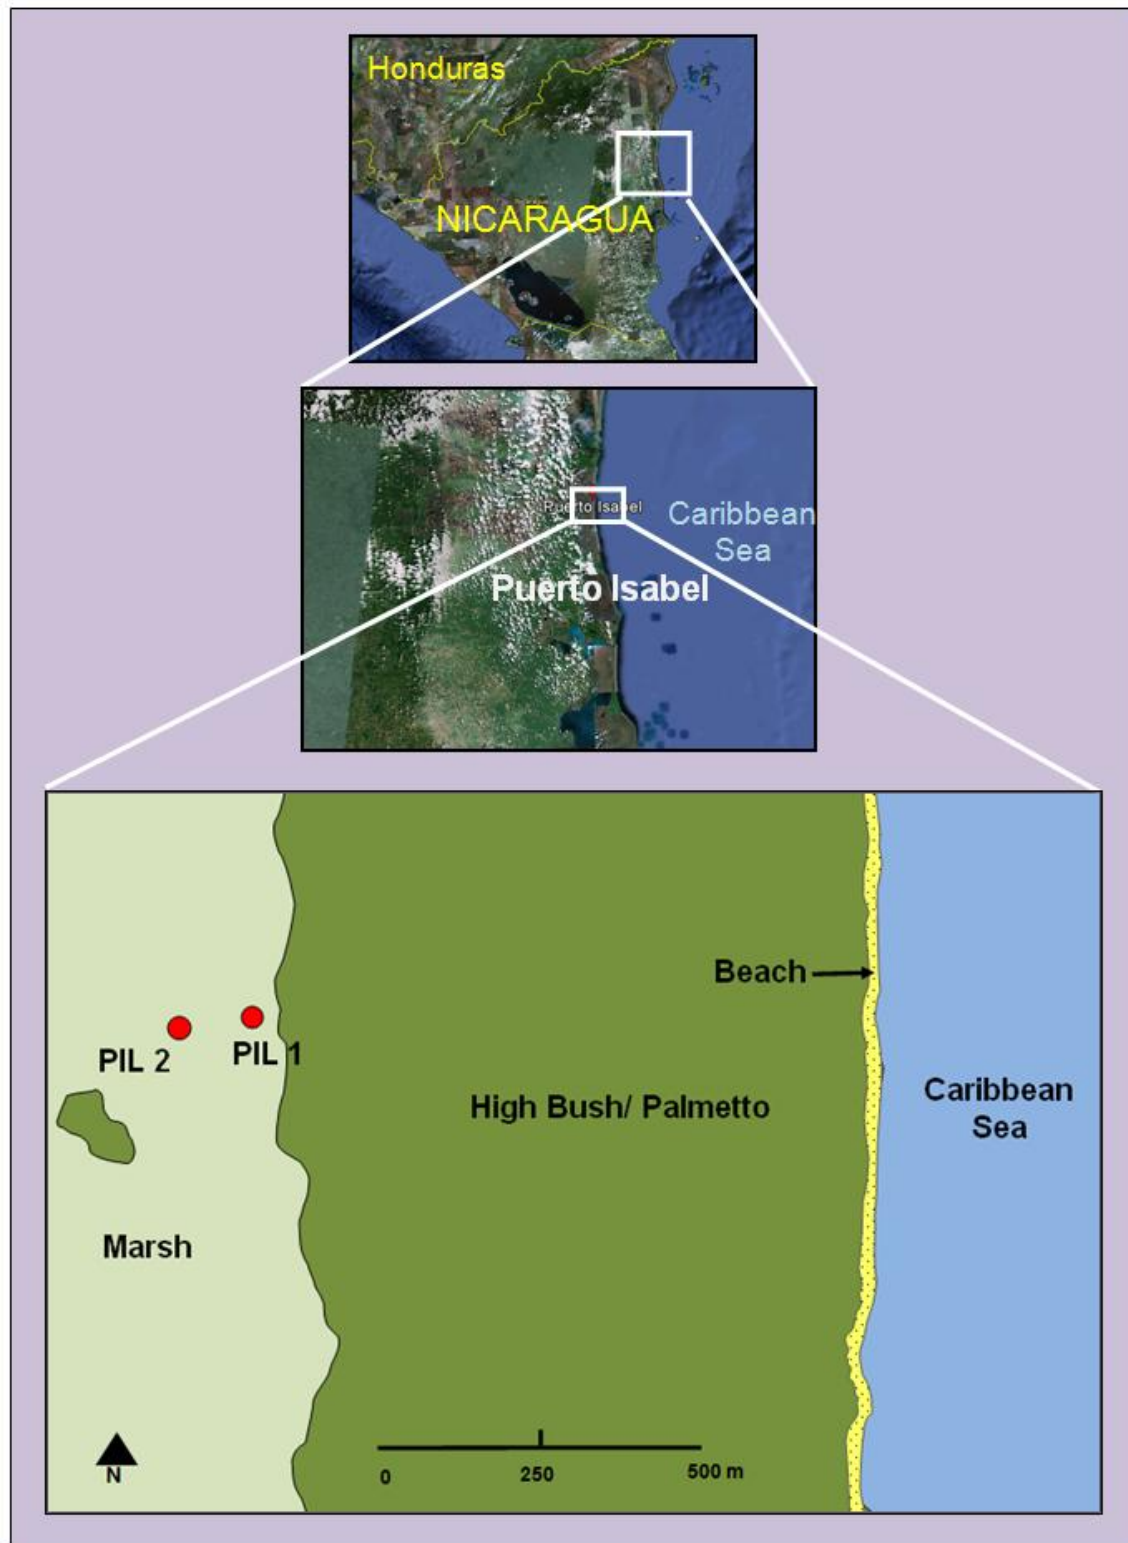 Honduras
NICARAGUA
Puerto Isabel
Caribbean
Sea
Puerto Isabel
Beach
PIL 2
PIL 1
High Bush/ Palmetto
Caribbean
Sea
Marsh
N
0
250
500 m